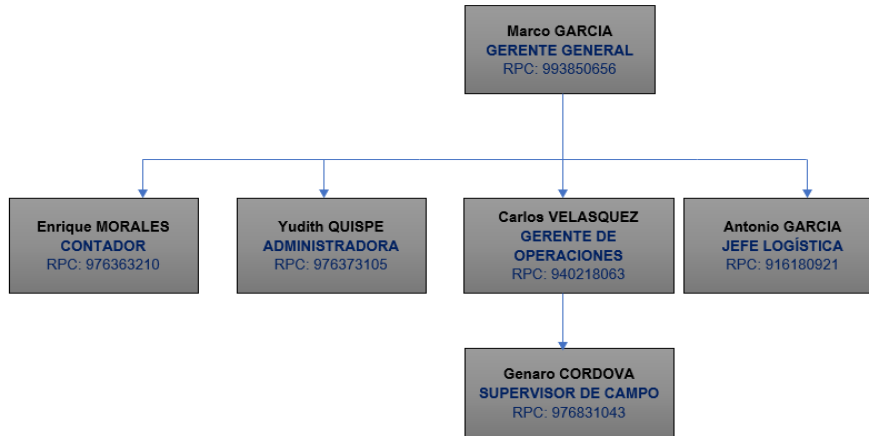 Marco GARCIA
GERENTE GENERAL
RPC: 993850656
Enrique MORALES
CONTADOR
RPC: 976363210
Yudith QUISPE
ADMINISTRADORA
RPC: 976373105
Carlos VELASQUEZ
GERENTE DE
OPERACIONES
RPC: 940218063
Antonio GARCIA
JEFE LOGÍSTICA
RPC: 916180921
Genaro CORDOVA
SUPERVISOR DE CAMPO
RPC: 976831043